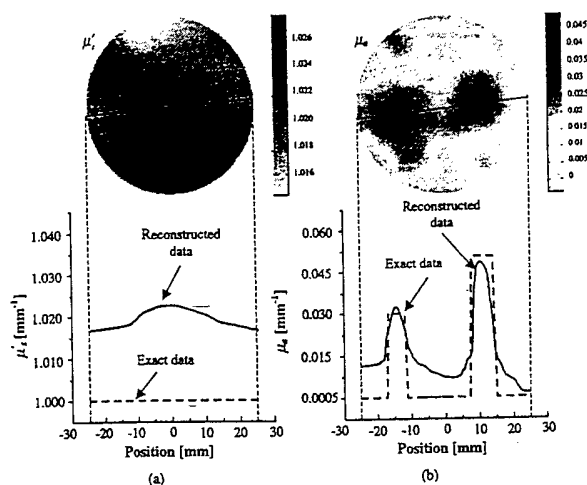 μ's
1.026
1.024
1.022
1.020
1.018
1.016
μa
0.045
0.04
0.035
0.03
0.025
0.02
0.015
0.01
0.005
0
1.040
1.030
1.020
1.010
1.000
μ's [mm⁻¹]
Reconstructed
data
Exact data
-30 -20 -10 0 10 20 30
Position [mm]
(a)
0.060
0.045
0.030
0.015
0.0005
μa [mm⁻¹]
Reconstructed
data
Exact data
-30 -20 -10 0 10 20 30
Position [mm]
(b)